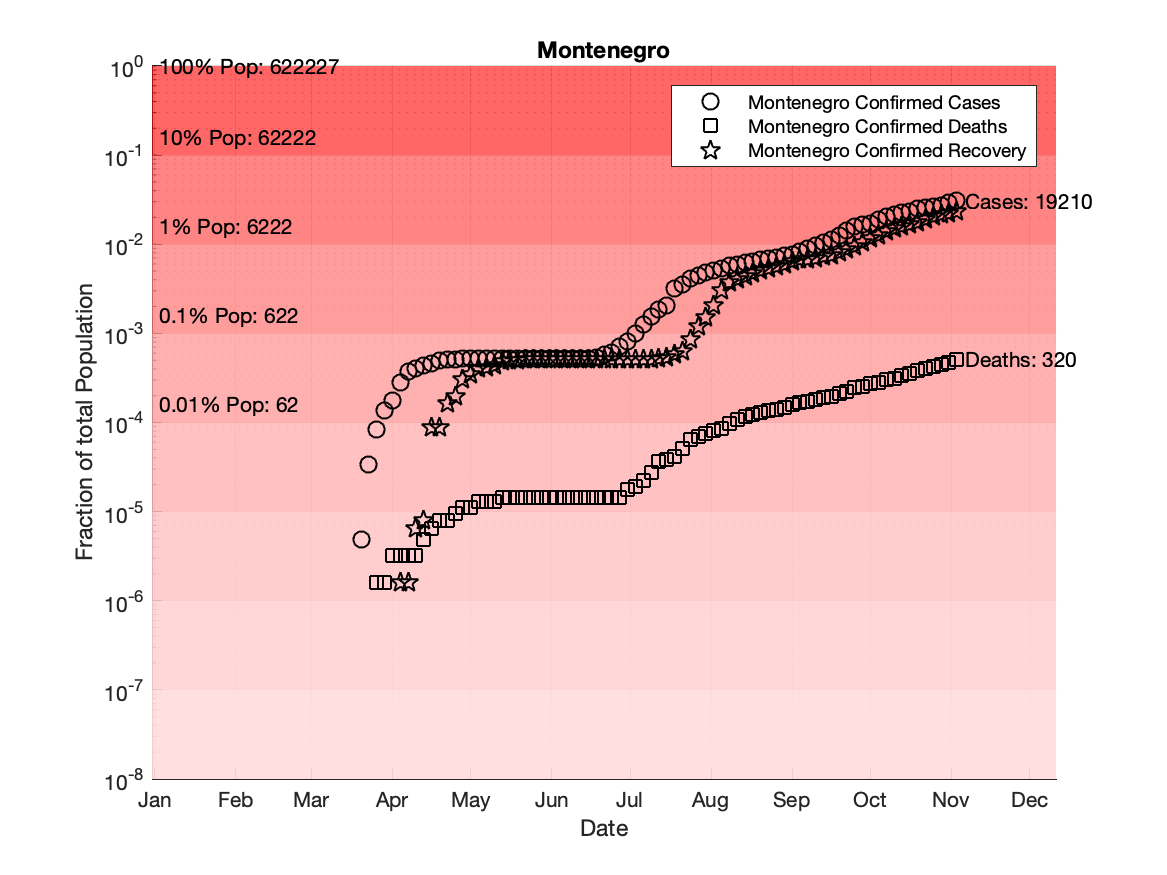 Montenegro
10⁰
100% Pop: 622227
Montenegro Confirmed Cases
Montenegro Confirmed Deaths
Montenegro Confirmed Recovery
10% Pop: 62222
10⁻¹
Cases: 19210
1% Pop: 6222
10⁻²
0.1% Pop: 622
10⁻³
Deaths: 320
0.01% Pop: 62
10⁻⁴
10⁻⁵
10⁻⁶
10⁻⁷
10⁻⁸
Fraction of total Population
Jan Feb Mar Apr May Jun Jul Aug Sep Oct Nov Dec
Date